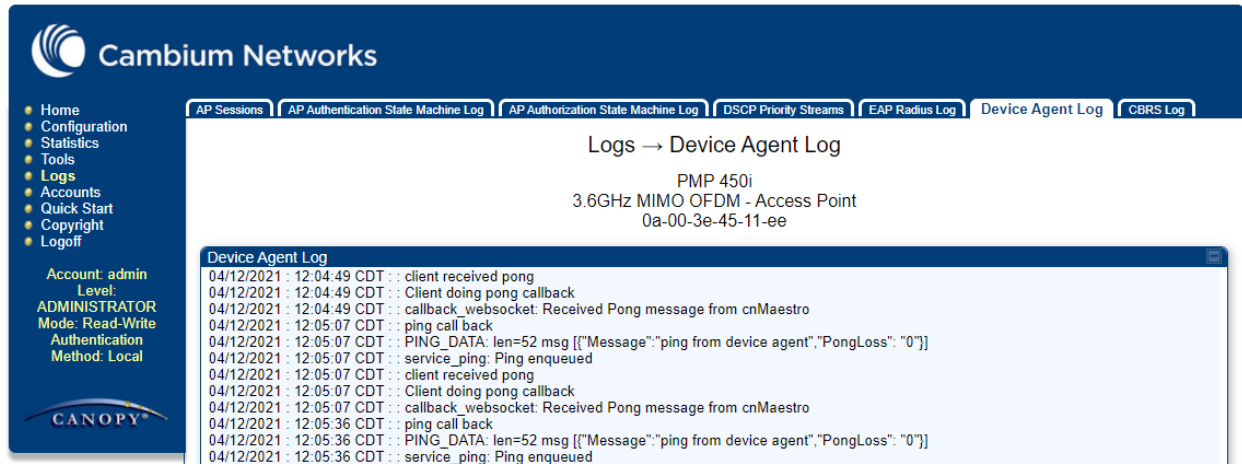 Cambium Networks
Home
Configuration
Statistics
Tools
Logs
Accounts
Quick Start
Copyright
Logoff
Account: admin
Level:
ADMINISTRATOR
Mode: Read-Write
Authentication
Method: Local
CANOPY
AP Sessions AP Authentication State Machine Log AP Authorization State Machine Log DSCP Priority Streams EAP Radius Log Device Agent Log CBRS Log
Logs → Device Agent Log
PMP 450i
3.6GHz MIMO OFDM - Access Point
0a-00-3e-45-11-ee
Device Agent Log
04/12/2021 : 12:04:49 CDT : : client received pong
04/12/2021 : 12:04:49 CDT : : Client doing pong callback
04/12/2021 : 12:04:49 CDT : : callback_websocket: Received Pong message from cnMaestro
04/12/2021 : 12:05:07 CDT : : ping call back
04/12/2021 : 12:05:07 CDT : : PING_DATA: len=52 msg [{"Message":"ping from device agent","PongLoss": "0"}]
04/12/2021 : 12:05:07 CDT : : service_ping: Ping enqueued
04/12/2021 : 12:05:07 CDT : : client received pong
04/12/2021 : 12:05:07 CDT : : Client doing pong callback
04/12/2021 : 12:05:07 CDT : : callback_websocket: Received Pong message from cnMaestro
04/12/2021 : 12:05:36 CDT : : ping call back
04/12/2021 : 12:05:36 CDT : : PING_DATA: len=52 msg [{"Message":"ping from device agent","PongLoss": "0"}]
04/12/2021 : 12:05:36 CDT : : service_ping: Ping enqueued